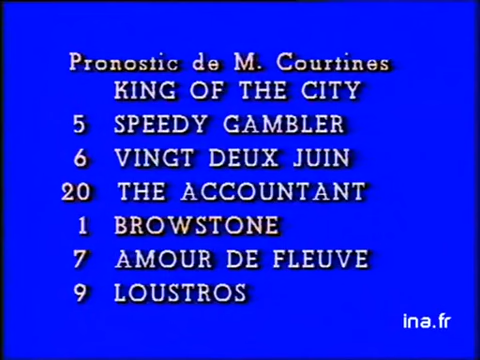 Pronostic de M. Courtines
KING OF THE CITY
5 SPEEDY GAMBLER
6 VINGT DEUX JUIN
20 THE ACCOUNTANT
1 BROWSTONE
7 AMOUR DE FLEUVE
9 LOUSTROS
ina.fr